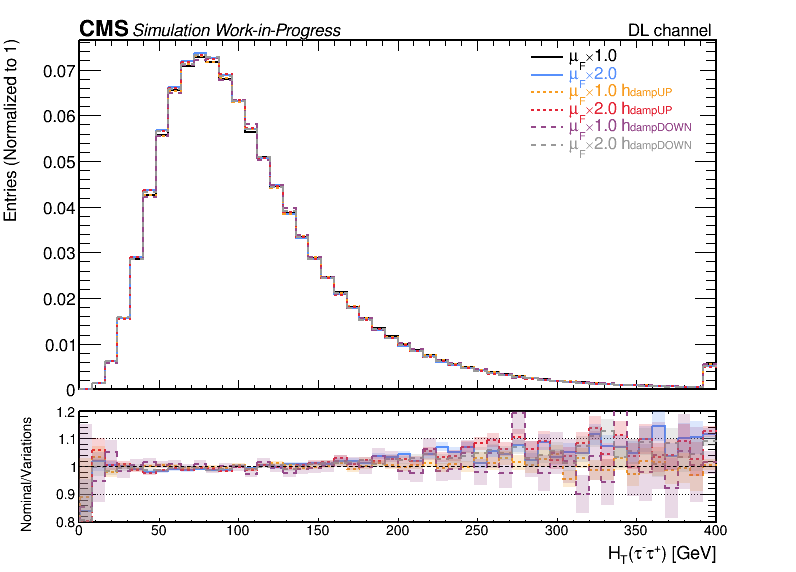 CMS Simulation Work-in-Progress DL channel
Entries (Normalized to 1)
0.07
0.06
0.05
0.04
0.03
0.02
0.01
0
μF×1.0
μF×2.0
μF×1.0 hdampUP
μF×2.0 hdampUP
μF×1.0 hdampDOWN
μF×2.0 hdampDOWN
Nominal/Variations
1.2
1.1
1
0.9
0.8
0 50 100 150 200 250 300 350 400
HT(τ-τ+) [GeV]